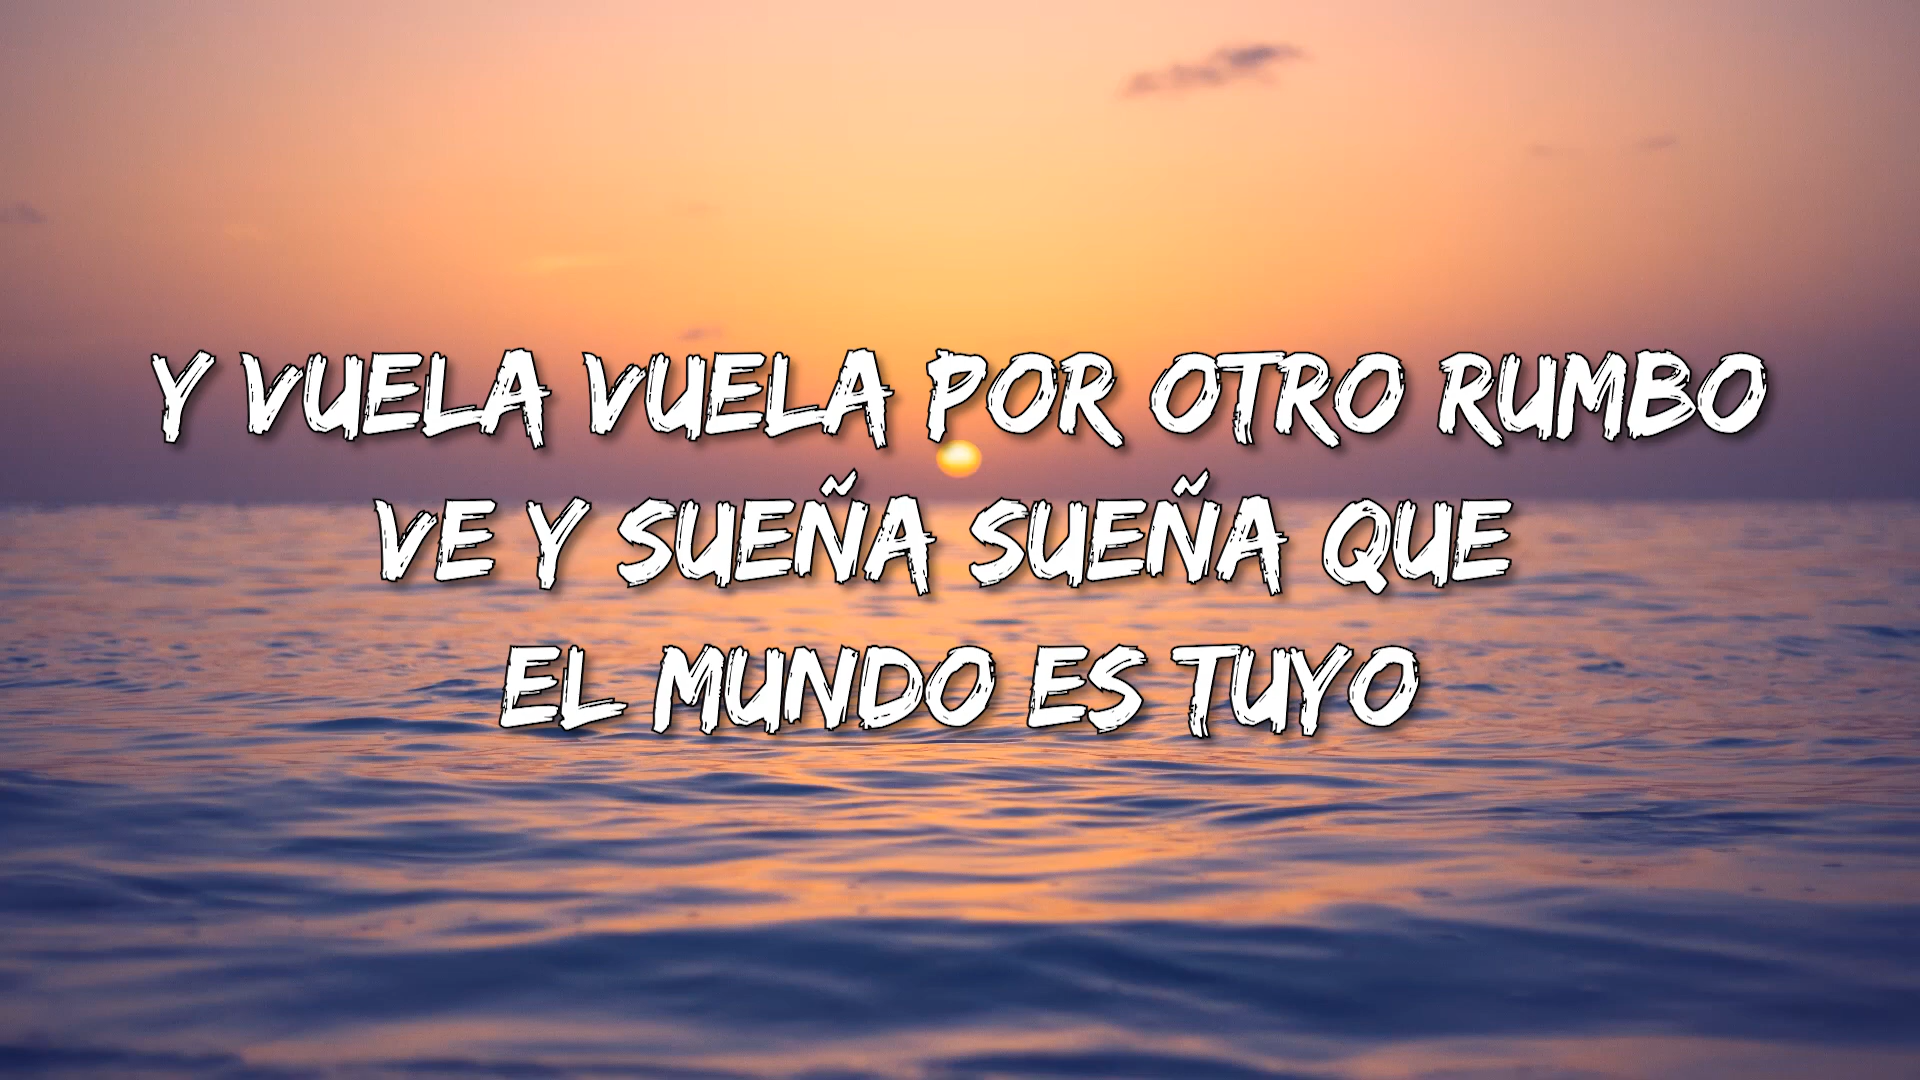 Y VUELA VUELA POR OTRO RUMBO
VE Y SUEÑA SUEÑA QUE
EL MUNDO ES TUYO